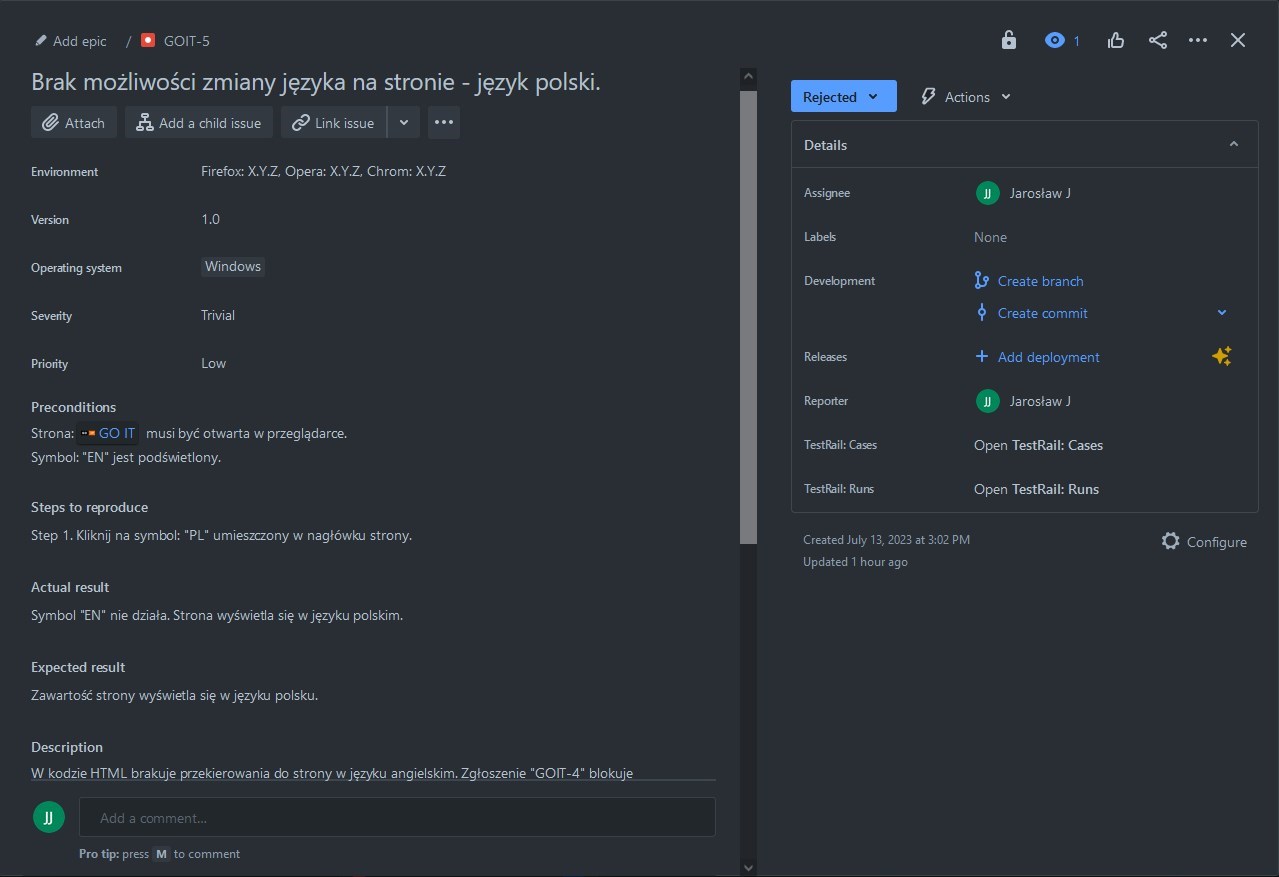 Add epic / GOIT-5
1
Brak możliwości zmiany języka na stronie - język polski.
Attach
Add a child issue
Link issue
Environment Firefox: X.Y.Z, Opera: X.Y.Z, Chrom: X.Y.Z
Version 1.0
Operating system Windows
Severity Trivial
Priority Low
Preconditions
Strona: GO IT musi być otwarta w przeglądarce.
Symbol: "EN" jest podświetlony.
Steps to reproduce
Step 1. Kliknij na symbol: "PL" umieszczony w nagłówku strony.
Actual result
Symbol "EN" nie działa. Strona wyświetla się w języku polskim.
Expected result
Zawartość strony wyświetla się w języku polsku.
Description
W kodzie HTML brakuje przekierowania do strony w języku angielskim. Zgłoszenie "GOIT-4" blokuje
JJ Add a comment...
Pro tip: press M to comment
Rejected
Actions
Details
Assignee JJ Jarosław J
Labels None
Development Create branch
Create commit
Releases Add deployment
Reporter JJ Jarosław J
TestRail: Cases Open TestRail: Cases
TestRail: Runs Open TestRail: Runs
Created July 13, 2023 at 3:02 PM
Updated 1 hour ago
Configure